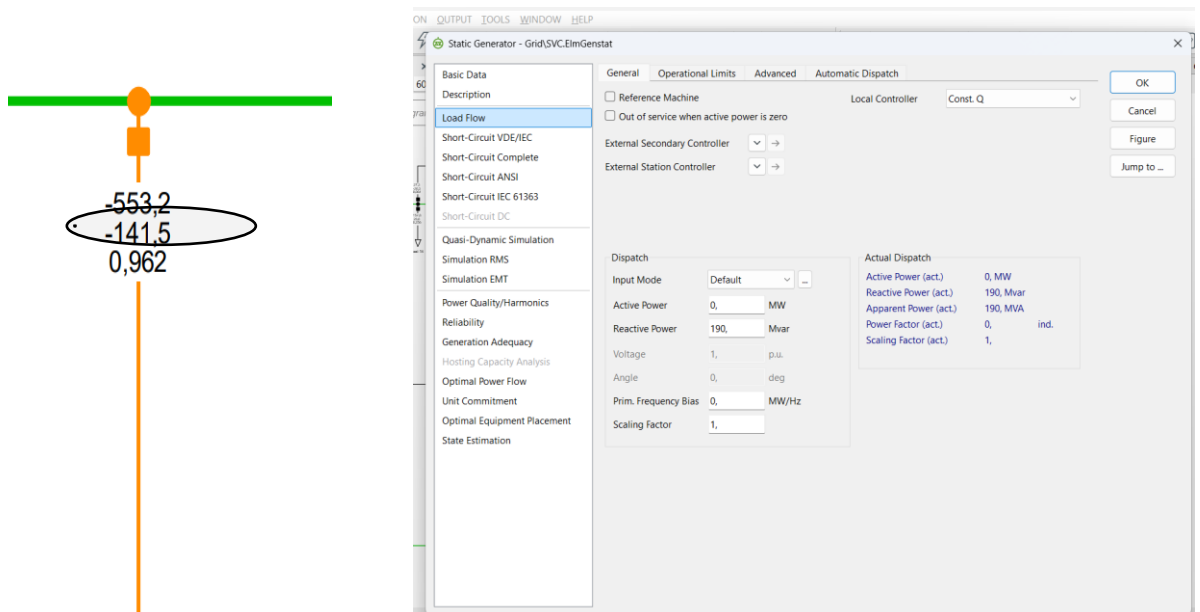 -553,2
-141,5
0,962
ON OUTPUT TOOLS WINDOW HELP
Static Generator - Grid\SVC.ElmGenstat
60
grai
Basic Data
Description
Load Flow
Short-Circuit VDE/IEC
Short-Circuit Complete
Short-Circuit ANSI
Short-Circuit IEC 61363
Short-Circuit DC
Quasi-Dynamic Simulation
Simulation RMS
Simulation EMT
Power Quality/Harmonics
Reliability
Generation Adequacy
Hosting Capacity Analysis
Optimal Power Flow
Unit Commitment
Optimal Equipment Placement
State Estimation
General Operational Limits Advanced Automatic Dispatch
Reference Machine Local Controller Const. Q
Out of service when active power is zero
External Secondary Controller
External Station Controller
Dispatch
Input Mode Default ...
Active Power 0, MW
Reactive Power 190, Mvar
Voltage 1, p.u.
Angle 0, deg
Prim. Frequency Bias 0, MW/Hz
Scaling Factor 1,
Actual Dispatch
Active Power (act.) 0, MW
Reactive Power (act.) 190, Mvar
Apparent Power (act.) 190, MVA
Power Factor (act.) 0, ind.
Scaling Factor (act.) 1,
OK
Cancel
Figure
Jump to ...